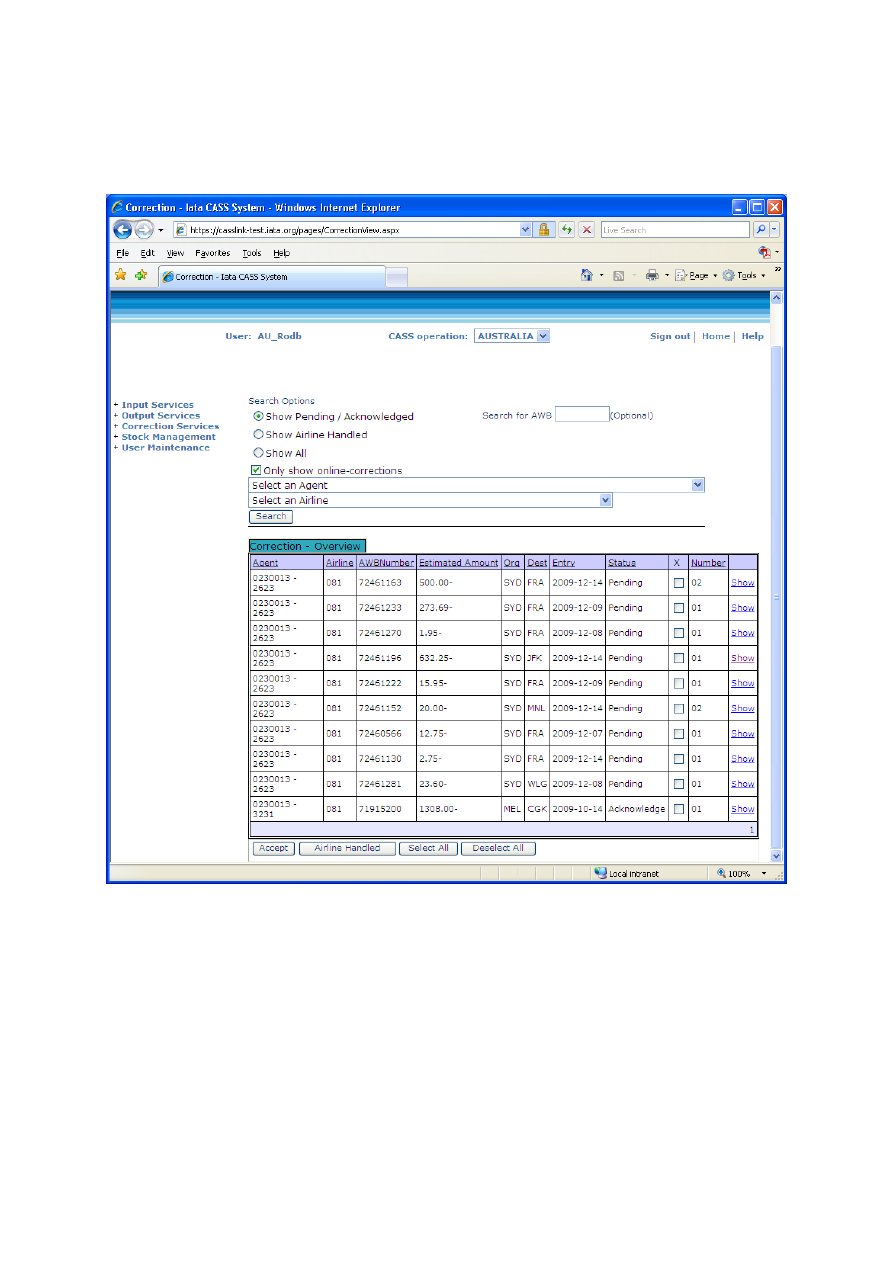 Correction - Iata CASS System - Windows Internet Explorer
https://casslink-test.iata.org/pages/CorrectionView.aspx
Live Search
File Edit View Favorites Tools Help
Correction - Iata CASS System
Page Tools »
User: AU_Rodb CASS operation: AUSTRALIA Sign out | Home | Help
+ Input Services
+ Output Services
+ Correction Services
+ Stock Management
+ User Maintenance
Search Options
Show Pending / Acknowledged Search for AWB (Optional)
Show Airline Handled
Show All
Only show online-corrections
Select an Agent
Select an Airline
Search
Correction - Overview
Agent Airline AWBNumber Estimated Amount Org Dest Entry Status X Number
0230013 - 2623 081 72461163 500.00- SYD FRA 2009-12-14 Pending 02 Show
0230013 - 2623 081 72461233 273.69- SYD FRA 2009-12-09 Pending 01 Show
0230013 - 2623 081 72461270 1.95- SYD FRA 2009-12-08 Pending 01 Show
0230013 - 2623 081 72461196 632.25- SYD JFK 2009-12-14 Pending 01 Show
0230013 - 2623 081 72461222 15.95- SYD FRA 2009-12-09 Pending 01 Show
0230013 - 2623 081 72461152 20.00- SYD MNL 2009-12-14 Pending 02 Show
0230013 - 2623 081 72460566 12.75- SYD FRA 2009-12-07 Pending 01 Show
0230013 - 2623 081 72461130 2.75- SYD FRA 2009-12-14 Pending 01 Show
0230013 - 2623 081 72461281 23.60- SYD WLG 2009-12-08 Pending 01 Show
0230013 - 3231 081 71915200 1308.00- MEL CGK 2009-10-14 Acknowledge 01 Show
1
Accept Airline Handled Select All Deselect All
Local intranet 100%